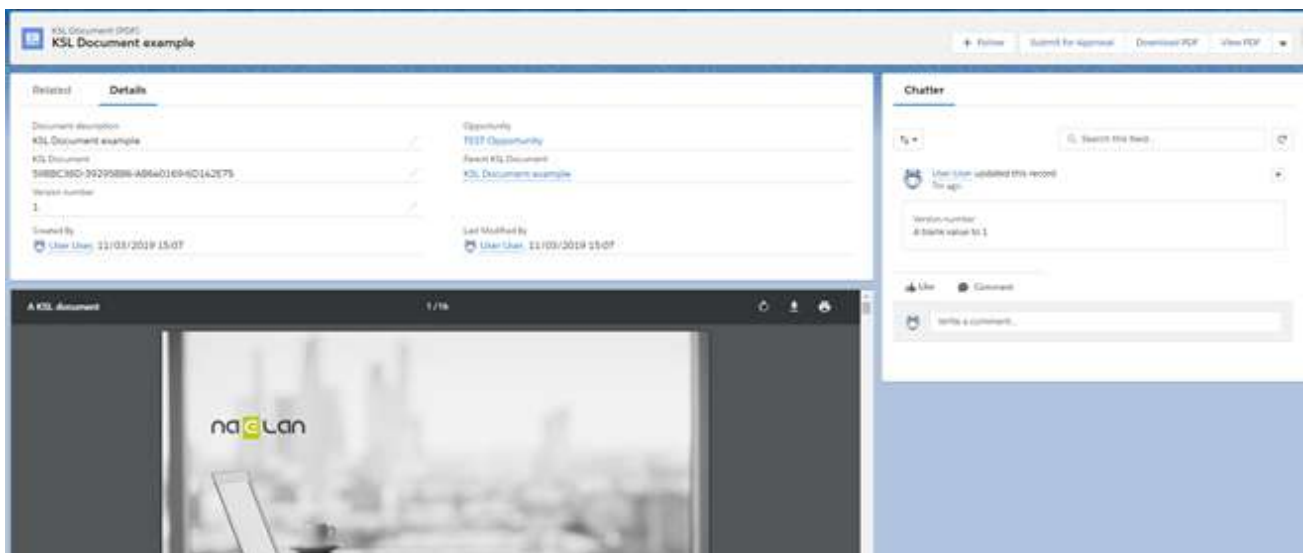 KSL Document (PDF)
KSL Document example
+ Follow
Submit for Approval
Download PDF
View PDF
Related
Details
Document description
KSL Document example
Opportunity
TEST Opportunity
KSL Document
Parent KSL Document
KSL Document example
Version number
1
Created By
User User, 11/03/2019 15:07
Last Modified By
User User, 11/03/2019 15:07
A KSL document
1/16
naelan
Chatter
Search this feed...
User User updated this record
7m ago
Version number
A blank value to 1
Like
Comment
Write a comment...